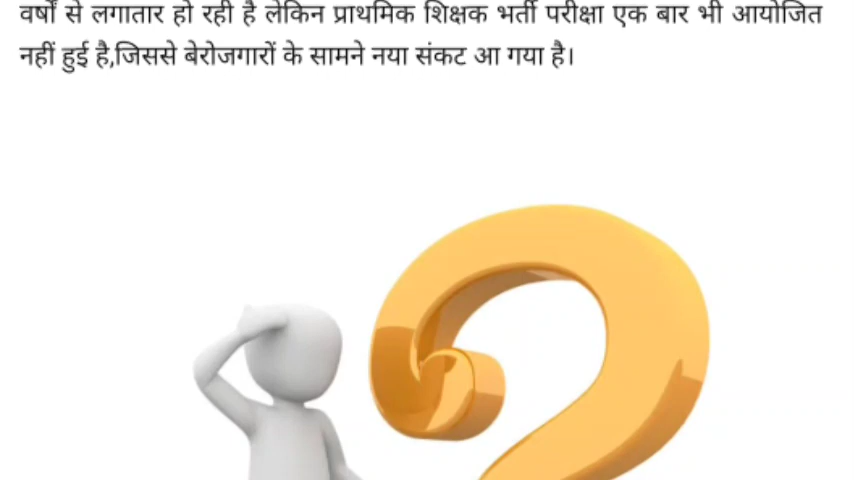 वर्षों से लगातार हो रही है लेकिन प्राथमिक शिक्षक भर्ती परीक्षा एक बार भी आयोजित
नहीं हुई है,जिससे बेरोजगारों के सामने नया संकट आ गया है।